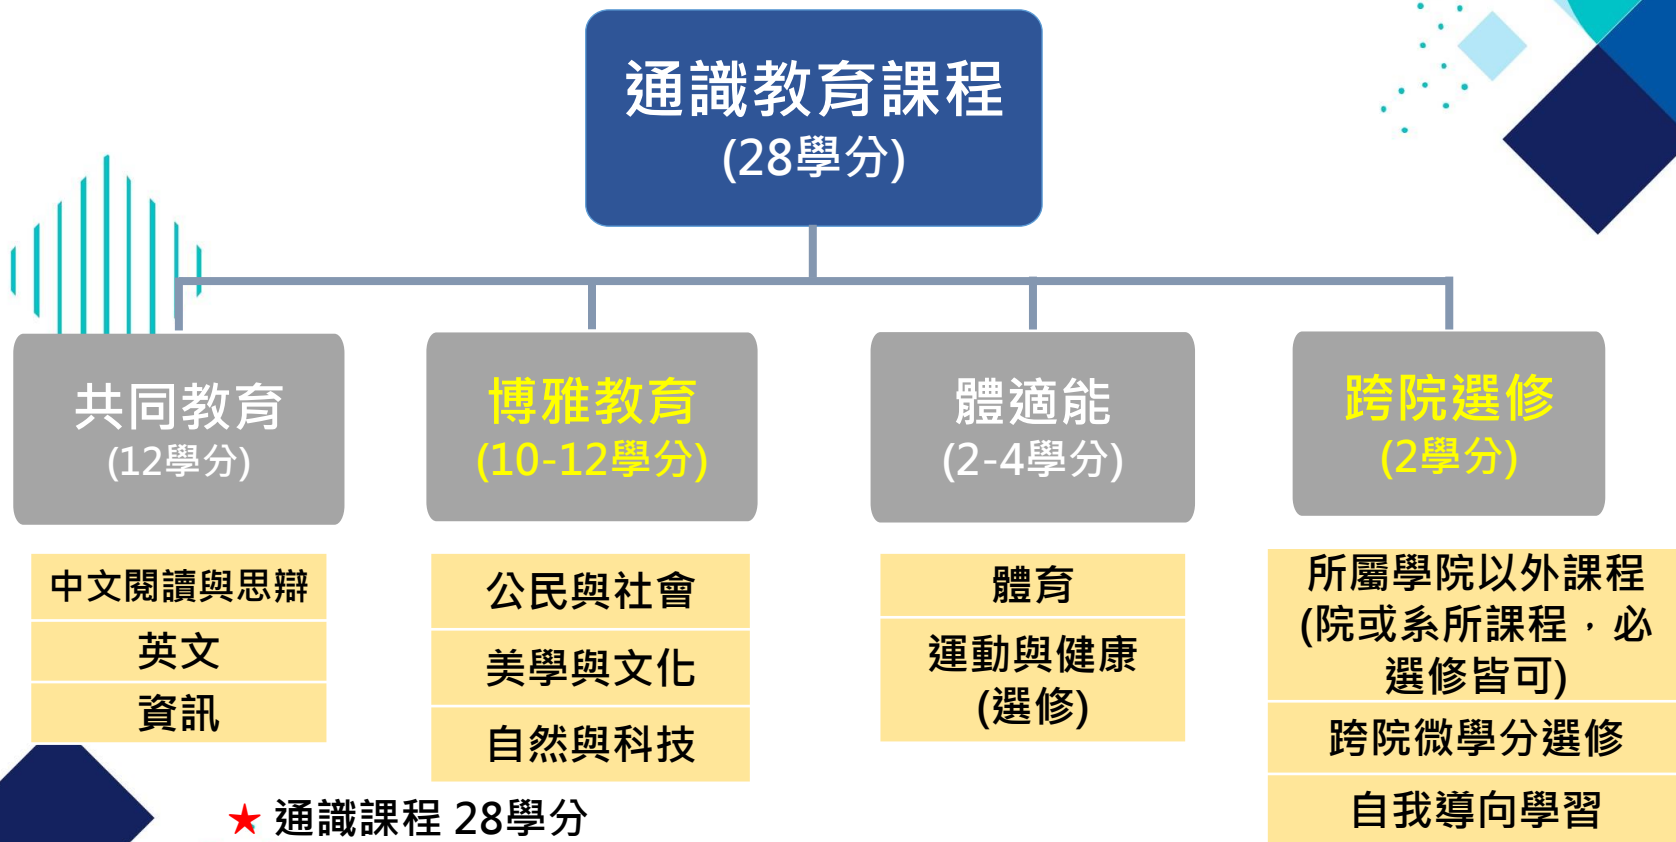 通識教育課程
(28學分)
共同教育
(12學分)
博雅教育
(10-12學分)
體適能
(2-4學分)
跨院選修
(2學分)
中文閱讀與思辯
英文
資訊
公民與社會
美學與文化
自然與科技
體育
運動與健康
(選修)
所屬學院以外課程
(院或系所課程，必
選修皆可)
跨院微學分選修
自我導向學習
★ 通識課程 28學分